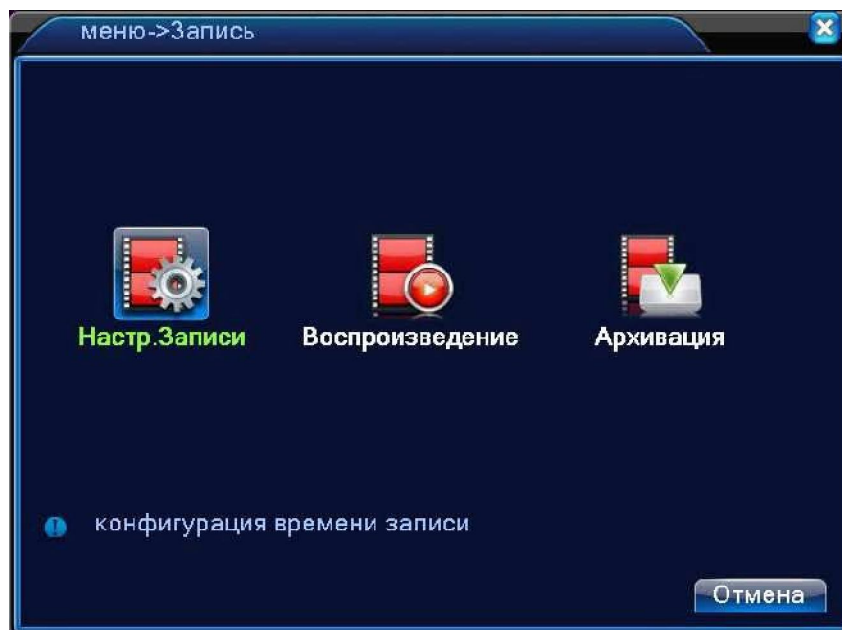 меню->Запись
Настр.Записи Воспроизведение Архивация
конфигурация времени записи
Отмена